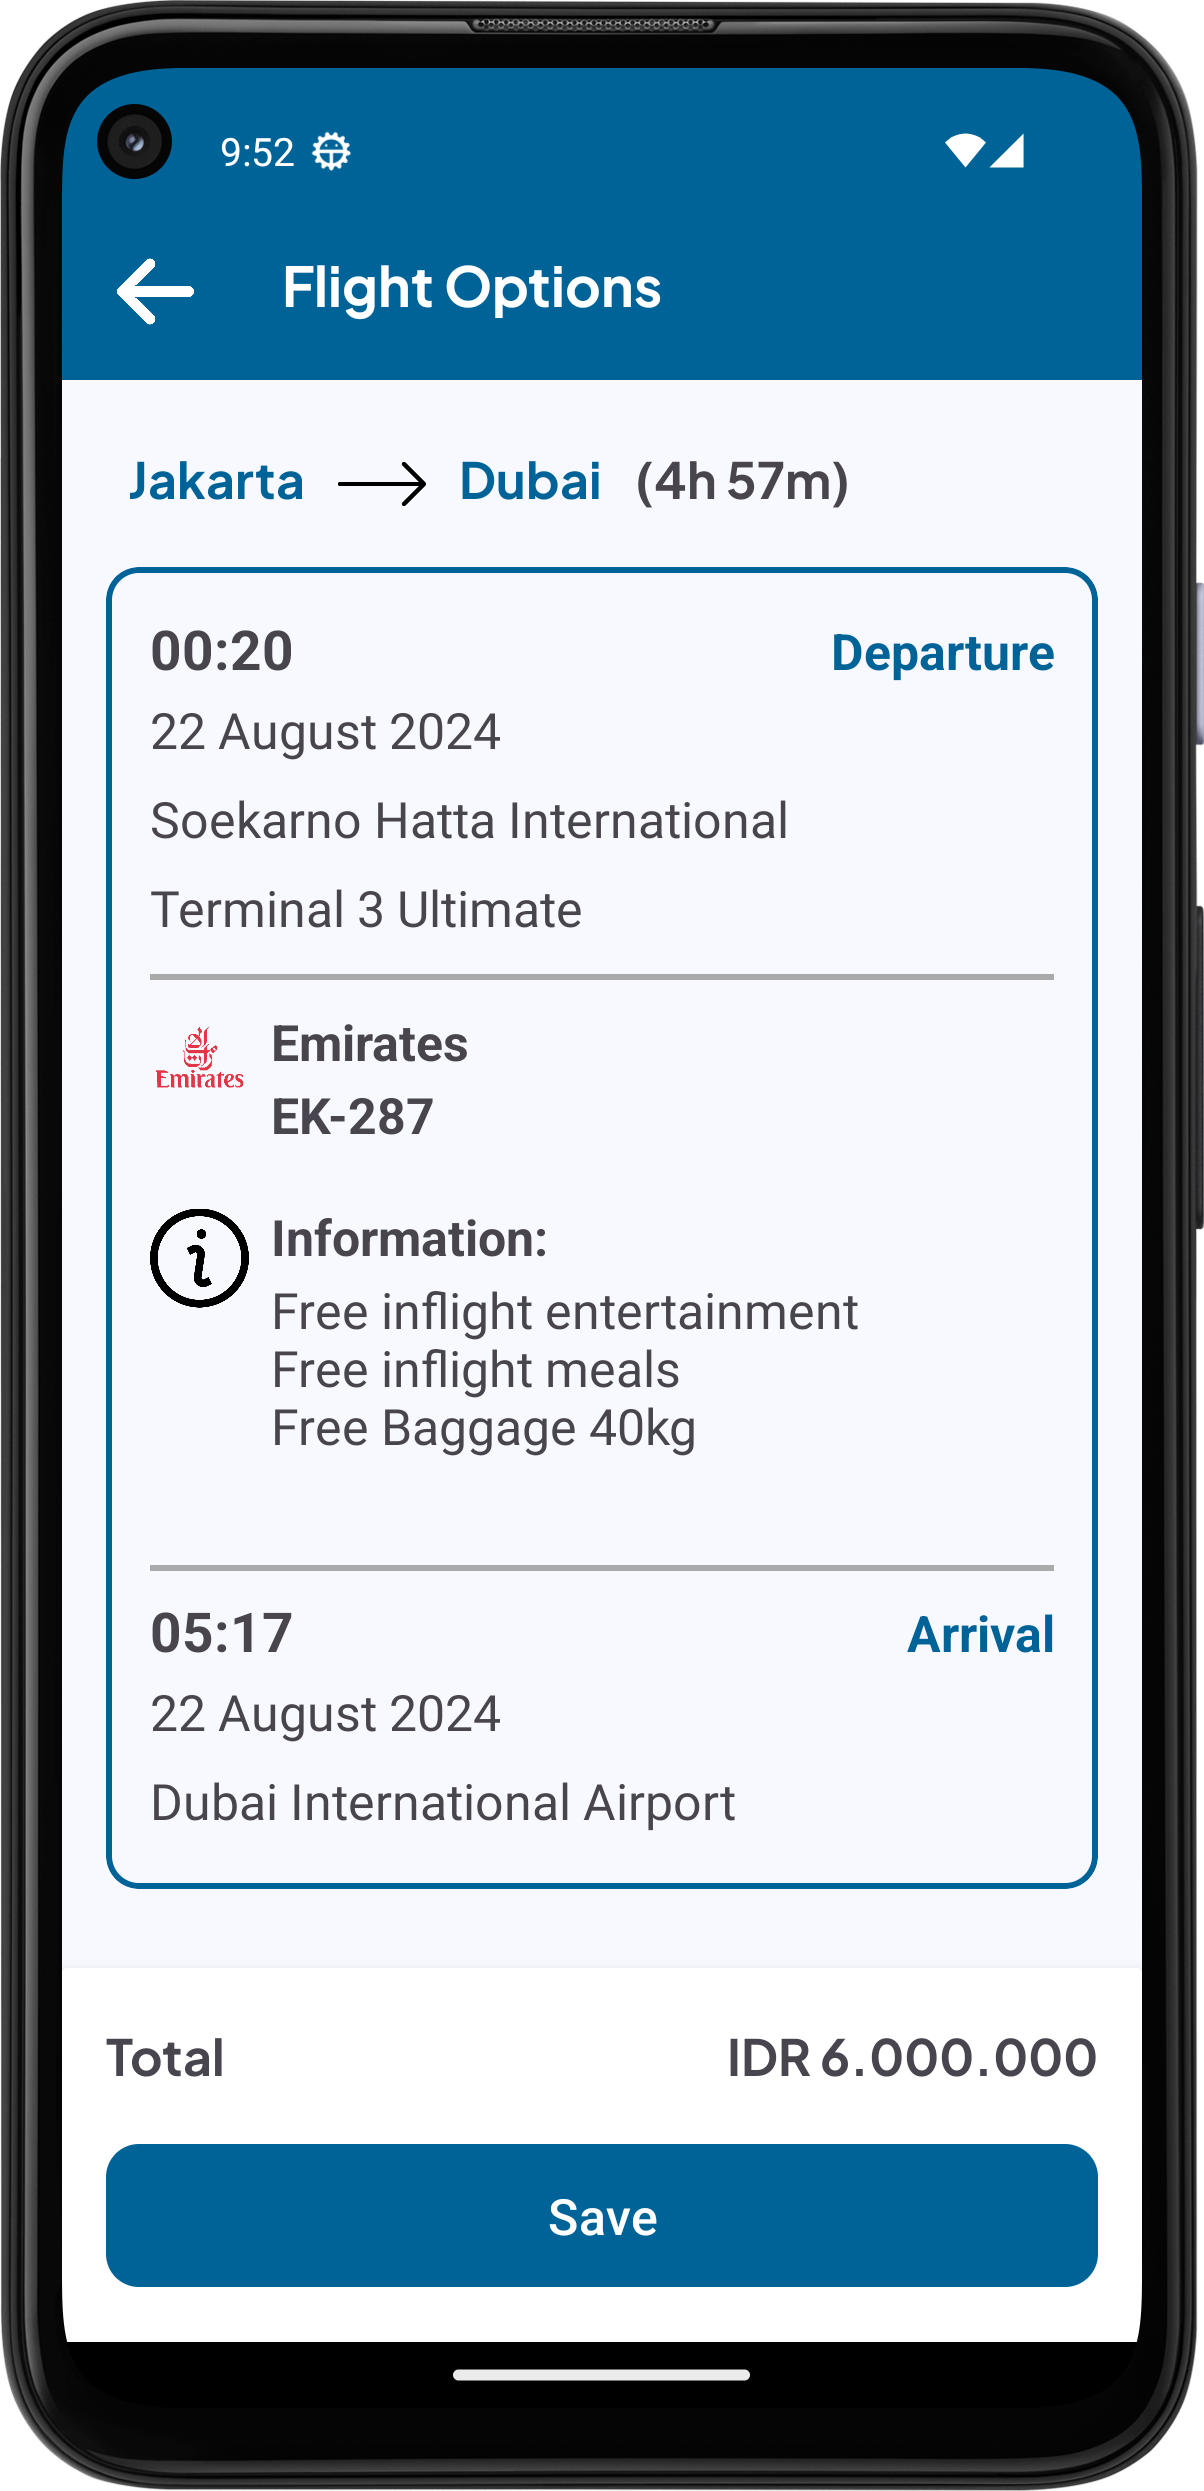 9:52
Flight Options
Jakarta → Dubai (4h 57m)
00:20 Departure
22 August 2024
Soekarno Hatta International
Terminal 3 Ultimate
Emirates
Emirates
EK-287
Information:
Free inflight entertainment
Free inflight meals
Free Baggage 40kg
05:17 Arrival
22 August 2024
Dubai International Airport
Total IDR 6.000.000
Save